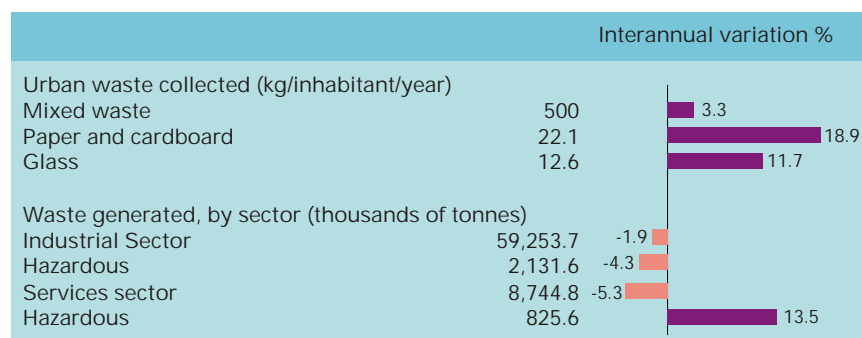 Interannual variation %
Urban waste collected (kg/inhabitant/year)
Mixed waste 500 3.3
Paper and cardboard 22.1 18.9
Glass 12.6 11.7
Waste generated, by sector (thousands of tonnes)
Industrial Sector 59,253.7 -1.9
Hazardous 2,131.6 -4.3
Services sector 8,744.8 -5.3
Hazardous 825.6 13.5